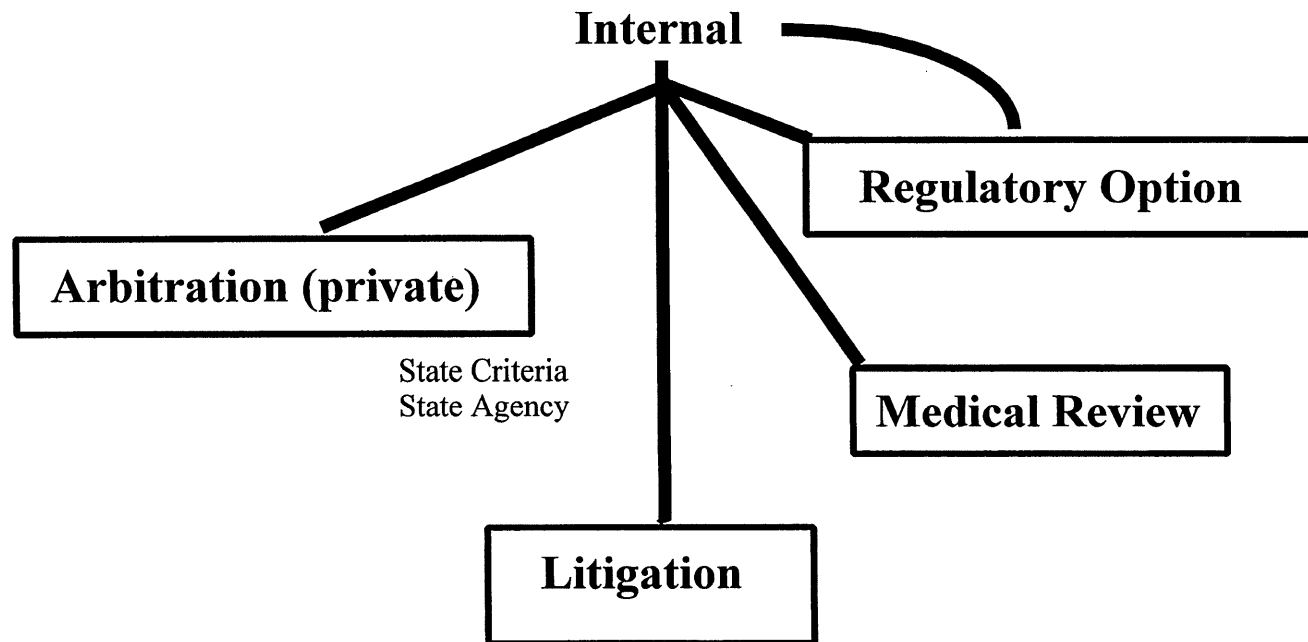 Internal
Regulatory Option
Arbitration (private)
State Criteria
State Agency
Medical Review
Litigation